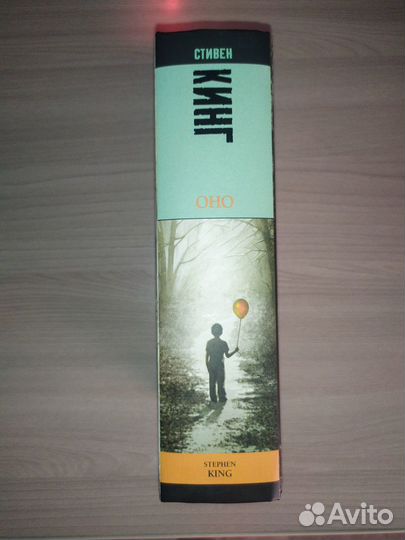 СТИВЕН
КИНГ
ОНО
STEPHEN
KING
Avito